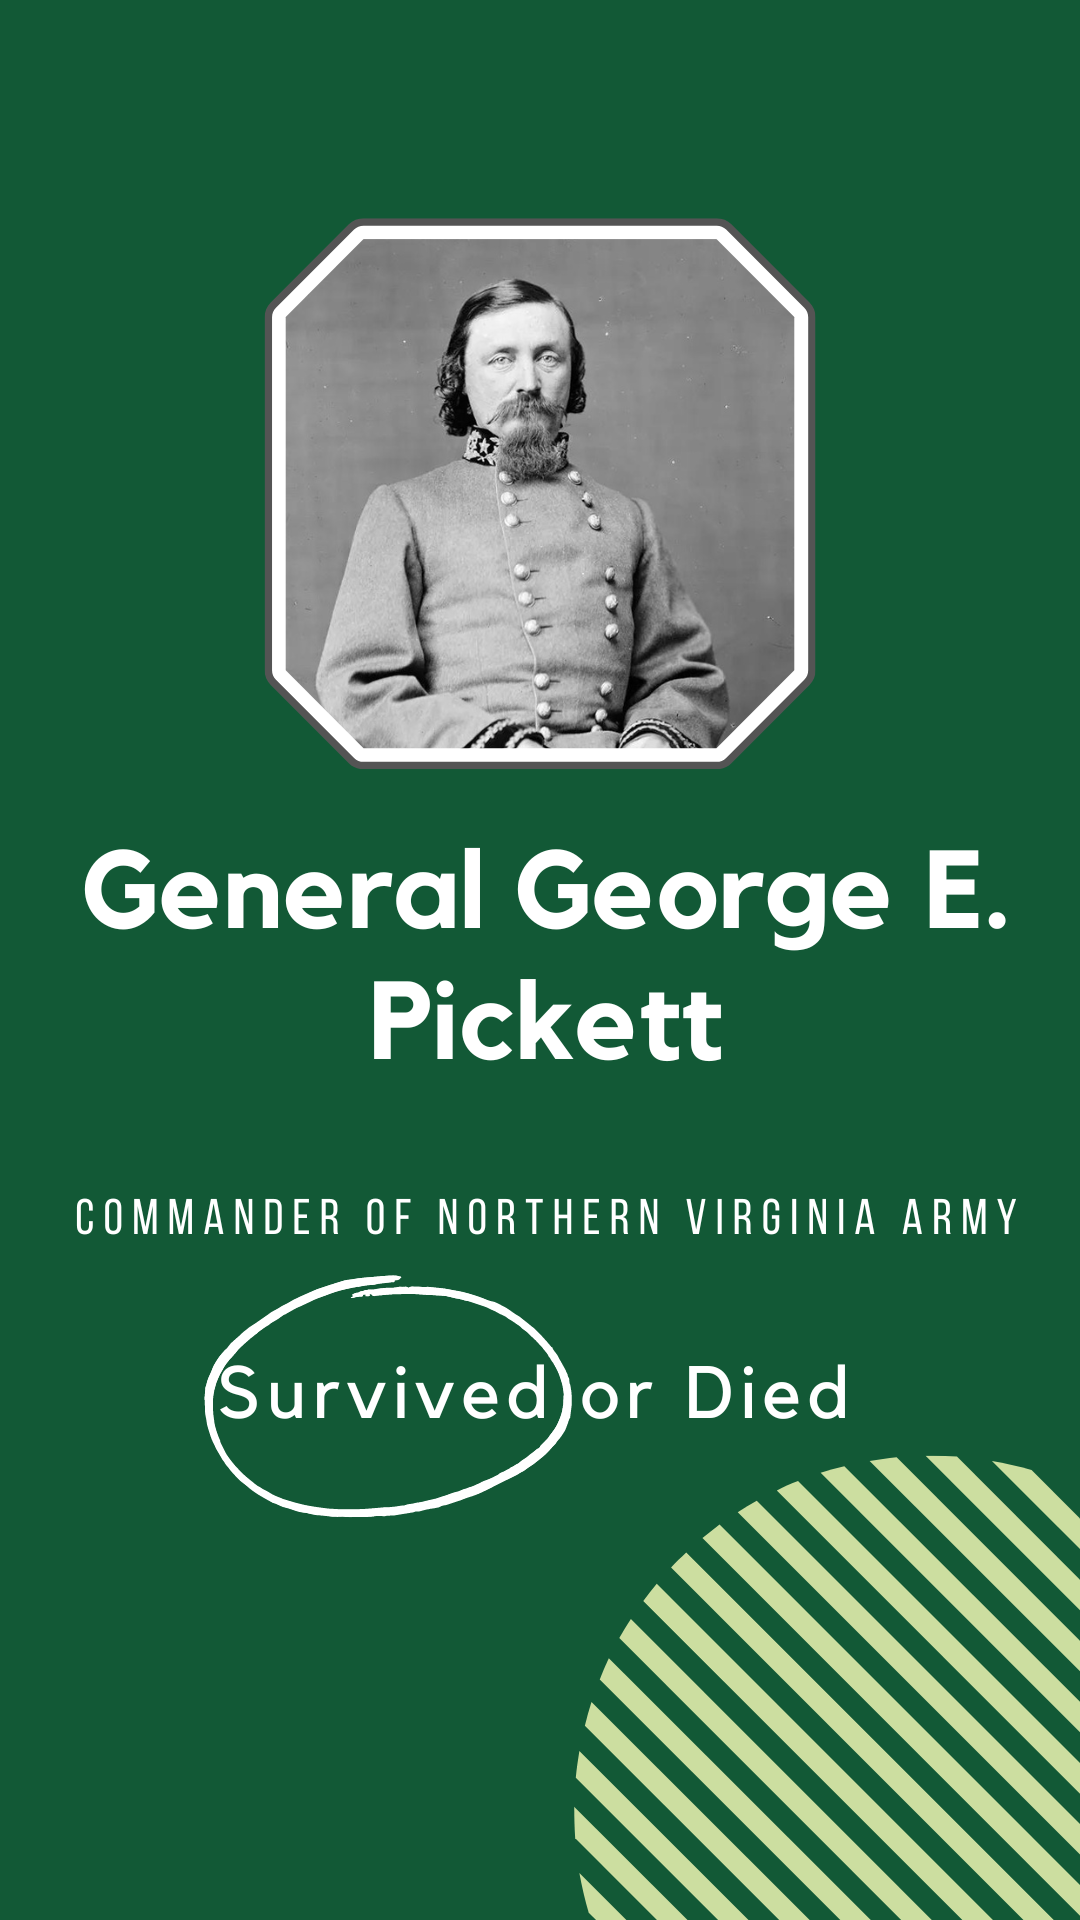 General George E.
Pickett
COMMANDER OF NORTHERN VIRGINIA ARMY
Survived or Died